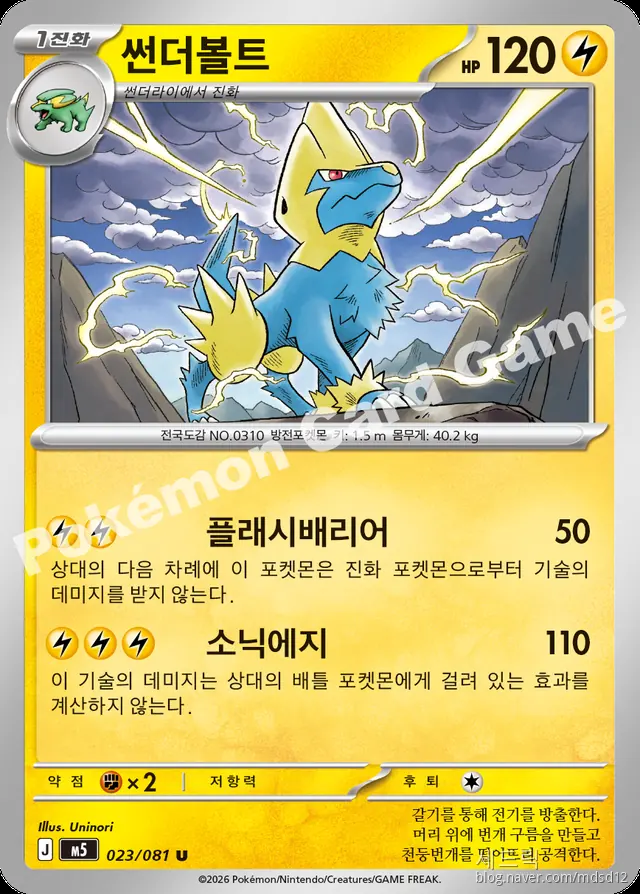 1진화
썬더볼트
HP 120
썬더라이에서 진화
전국도감 NO.0310 방전포켓몬 키: 1.5 m 몸무게: 40.2 kg
플래시배리어 50
상대의 다음 차례에 이 포켓몬은 진화 포켓몬으로부터 기술의
데미지를 받지 않는다.
소닉에지 110
이 기술의 데미지는 상대의 배틀 포켓몬에게 걸려 있는 효과를
계산하지 않는다.
약점 ×2 저항력 후퇴
Illus. Uninori
J M5 023/081 U
갈기를 통해 전기를 방출한다.
머리 위에 번개 구름을 만들고
천둥번개를 떨어뜨려 공격한다.
©2026 Pokémon/Nintendo/Creatures/GAME FREAK.
Pokémon Card Game
blog.naver.com/mdsd12